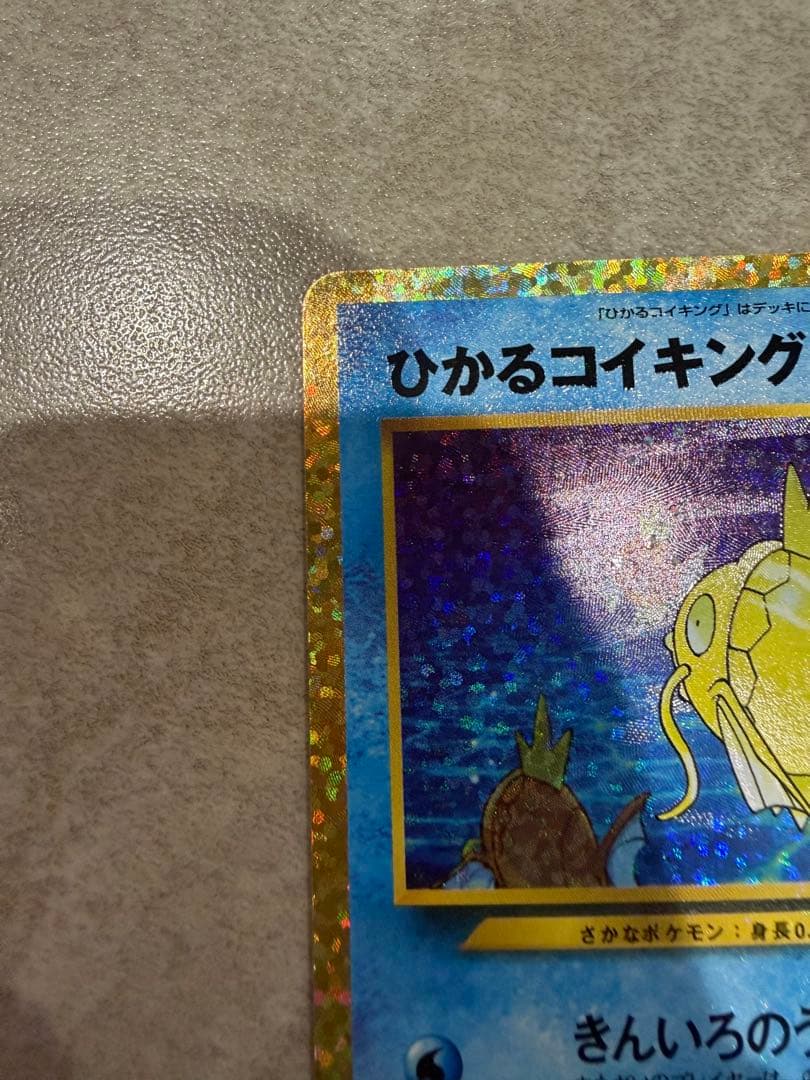 「ひかるコイキング」はデッキに
ひかるコイキング
さかなポケモン：身長0.
きんいろのう